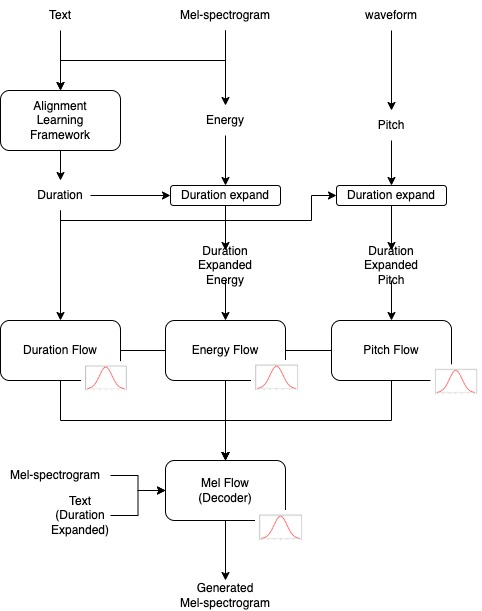 Text
Mel-spectrogram
waveform
Alignment
Learning
Framework
Energy
Pitch
Duration
Duration expand
Duration expand
Duration
Expanded
Energy
Duration
Expanded
Pitch
Duration Flow
Energy Flow
Pitch Flow
Mel-spectrogram
Text
(Duration
Expanded)
Mel Flow
(Decoder)
Generated
Mel-spectrogram